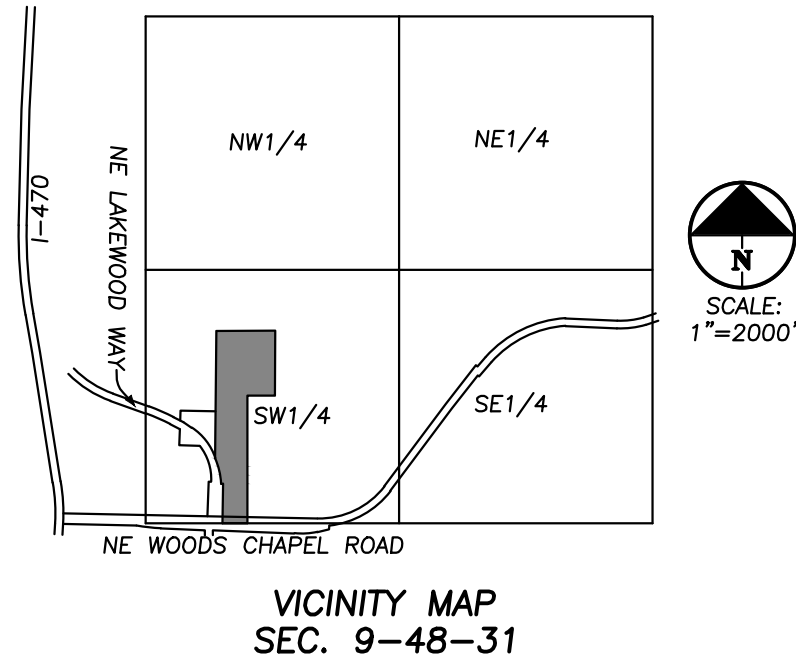 NW1/4
NE1/4
I-470
NE LAKEWOOD WAY
N
SCALE:
1"=2000'
SW1/4
SE1/4
NE WOODS CHAPEL ROAD
VICINITY MAP
SEC. 9-48-31